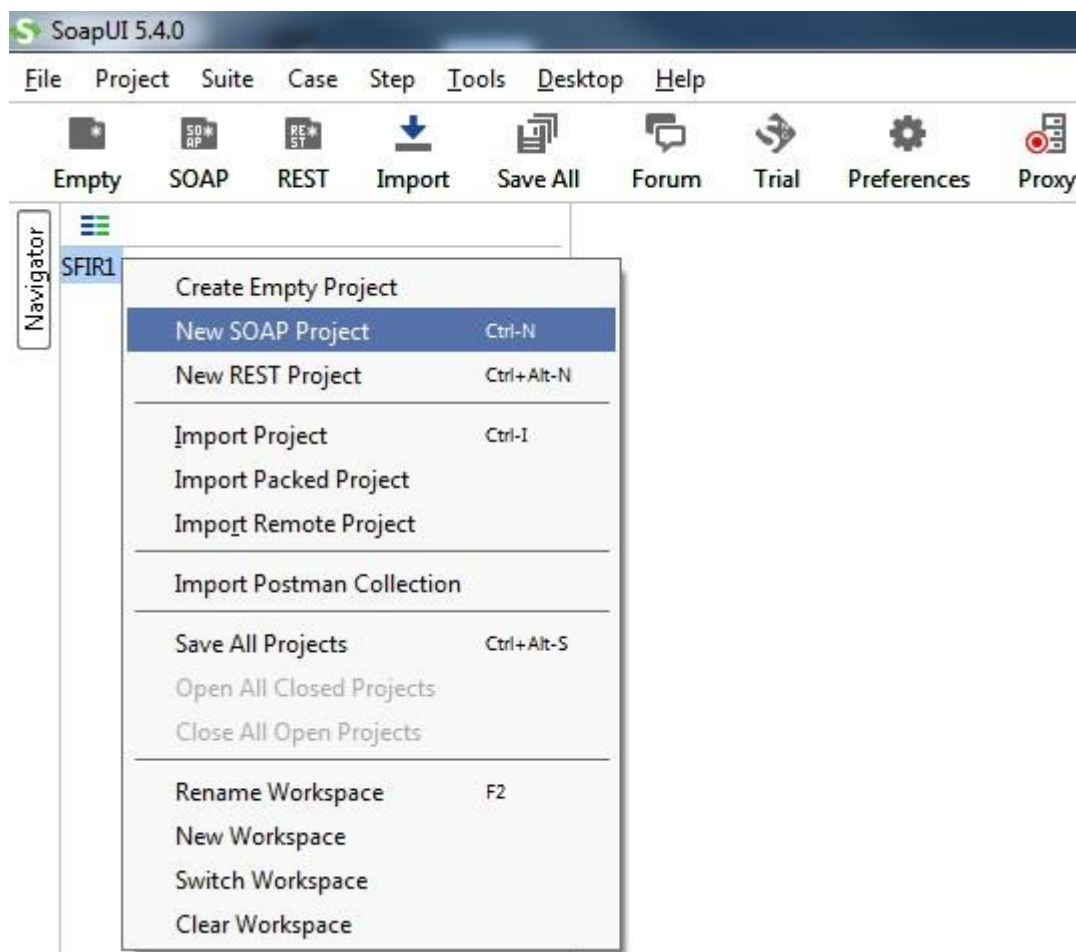 SoapUI 5.4.0
File Project Suite Case Step Tools Desktop Help
SOAP REST
Empty SOAP REST Import Save All Forum Trial Preferences Proxy
Navigator
SFIR1
Create Empty Project
New SOAP Project Ctrl-N
New REST Project Ctrl+Alt-N
Import Project Ctrl-I
Import Packed Project
Import Remote Project
Import Postman Collection
Save All Projects Ctrl+Alt-S
Open All Closed Projects
Close All Open Projects
Rename Workspace F2
New Workspace
Switch Workspace
Clear Workspace